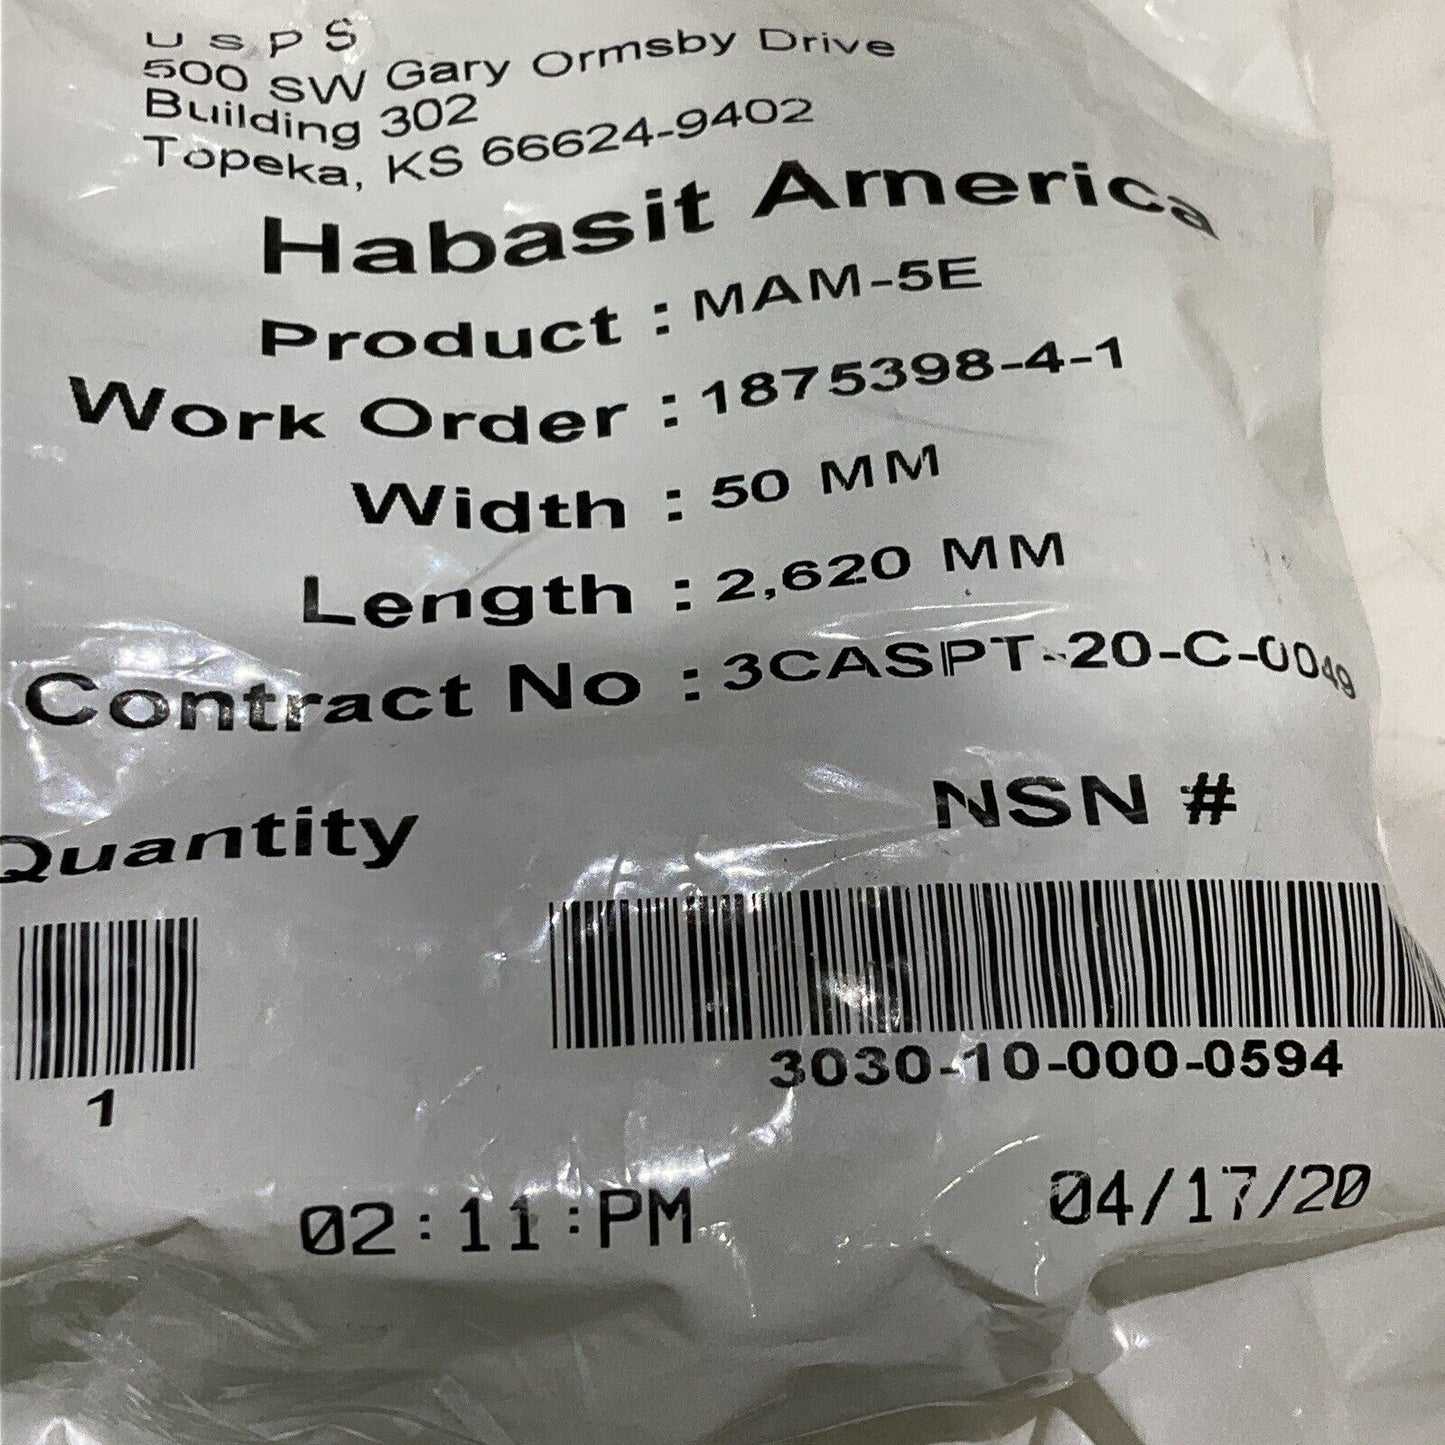 U S P S
500 SW Gary Ormsby Drive
Building 302
Topeka, KS 66624-9402
Habasit America
Product : MAM-5E
Work Order : 1875398-4-1
Width : 50 MM
Length : 2,620 MM
Contract No : 3CASPT-20-C-0049
Quantity
NSN #
1
3030-10-000-0594
02:11:PM
04/17/20